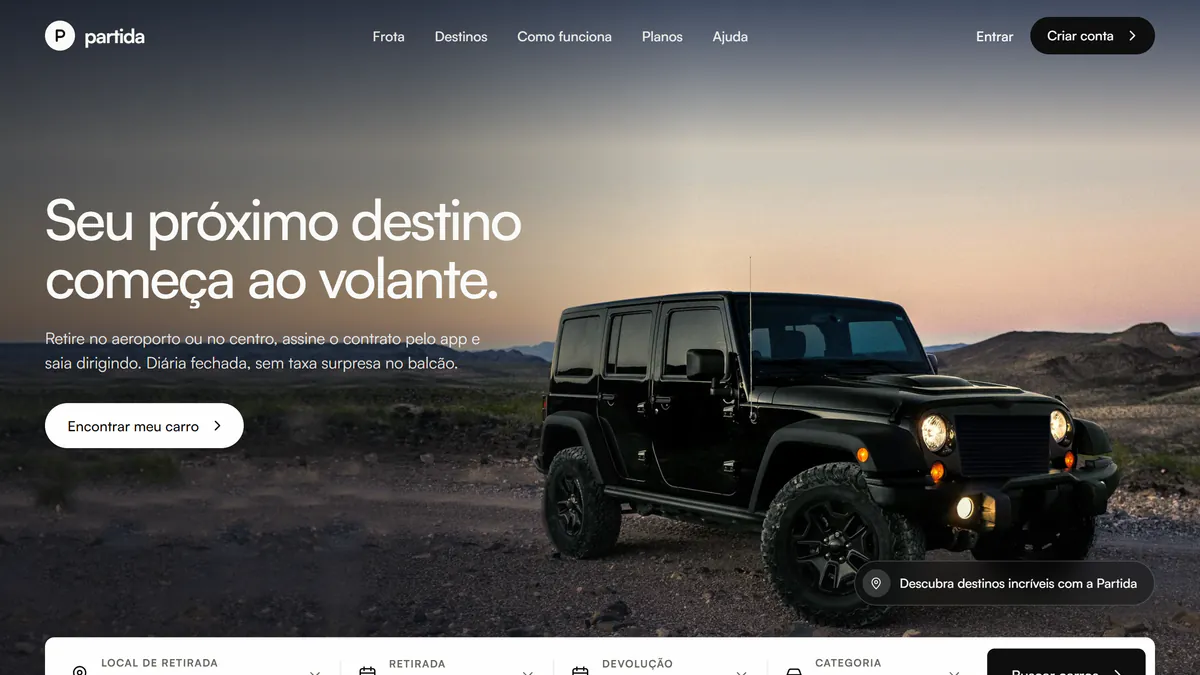 P partida
Frota
Destinos
Como funciona
Planos
Ajuda
Entrar
Criar conta
Seu próximo destino
começa ao volante.
Retire no aeroporto ou no centro, assine o contrato pelo app e
saia dirigindo. Diária fechada, sem taxa surpresa no balcão.
Encontrar meu carro
Descubra destinos incríveis com a Partida
LOCAL DE RETIRADA
RETIRADA
DEVOLUÇÃO
CATEGORIA
Buscar carros